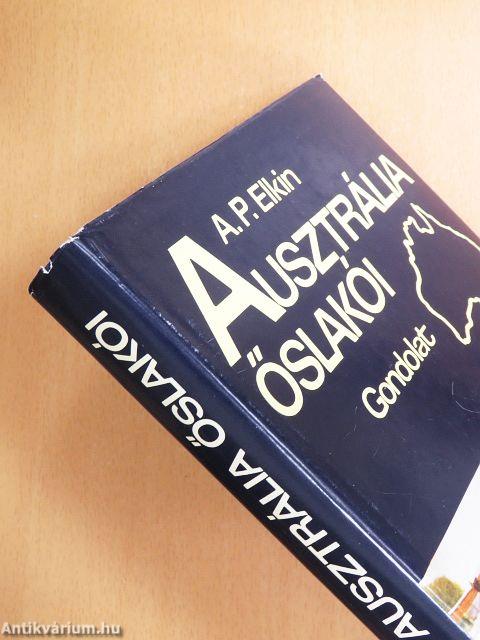 A.P. Elkin
AUSZTRÁLIA
ŐSLAKÓI
Gondolat
AUSZTRÁLIA ŐSLAKÓI
Antikvárium.hu